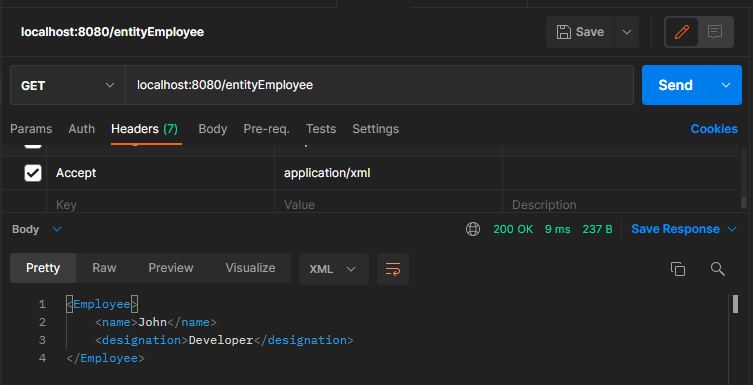 localhost:8080/entityEmployee
Save
GET
localhost:8080/entityEmployee
Send
Params Auth Headers (7) Body Pre-req. Tests Settings Cookies
Accept application/xml
Key Value Description
Body 200 OK 9 ms 237 B Save Response
Pretty Raw Preview Visualize XML
1 <Employee>
2 <name>John</name>
3 <designation>Developer</designation>
4 </Employee>